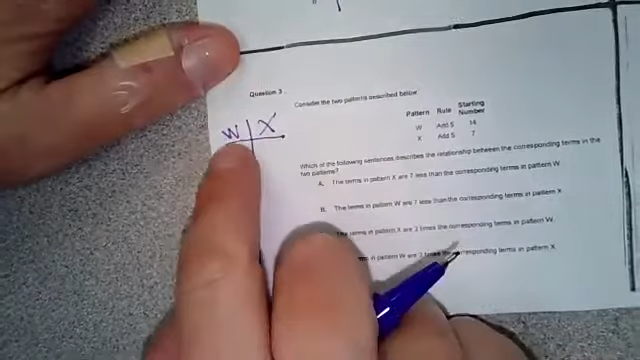 Question 3 .
Consider the two patterns described below.
Pattern Rule Starting Number
W Add 5 14
X Add 5 7
W X
Which of the following sentences describes the relationship between the corresponding terms in the
two patterns?
A. The terms in pattern X are 7 less than the corresponding terms in pattern W.
B. The terms in pattern W are 7 less than the corresponding terms in pattern X.
terms in pattern X are 2 times the corresponding terms in pattern W.
in pattern W are 2 times the corresponding terms in pattern X.